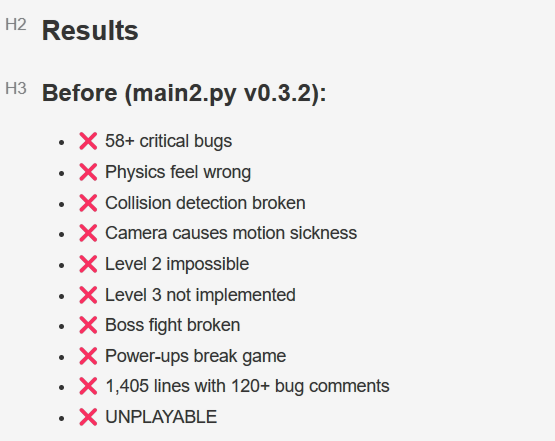 H2 Results
H3 Before (main2.py v0.3.2):
• ❌ 58+ critical bugs
• ❌ Physics feel wrong
• ❌ Collision detection broken
• ❌ Camera causes motion sickness
• ❌ Level 2 impossible
• ❌ Level 3 not implemented
• ❌ Boss fight broken
• ❌ Power-ups break game
• ❌ 1,405 lines with 120+ bug comments
• ❌ UNPLAYABLE